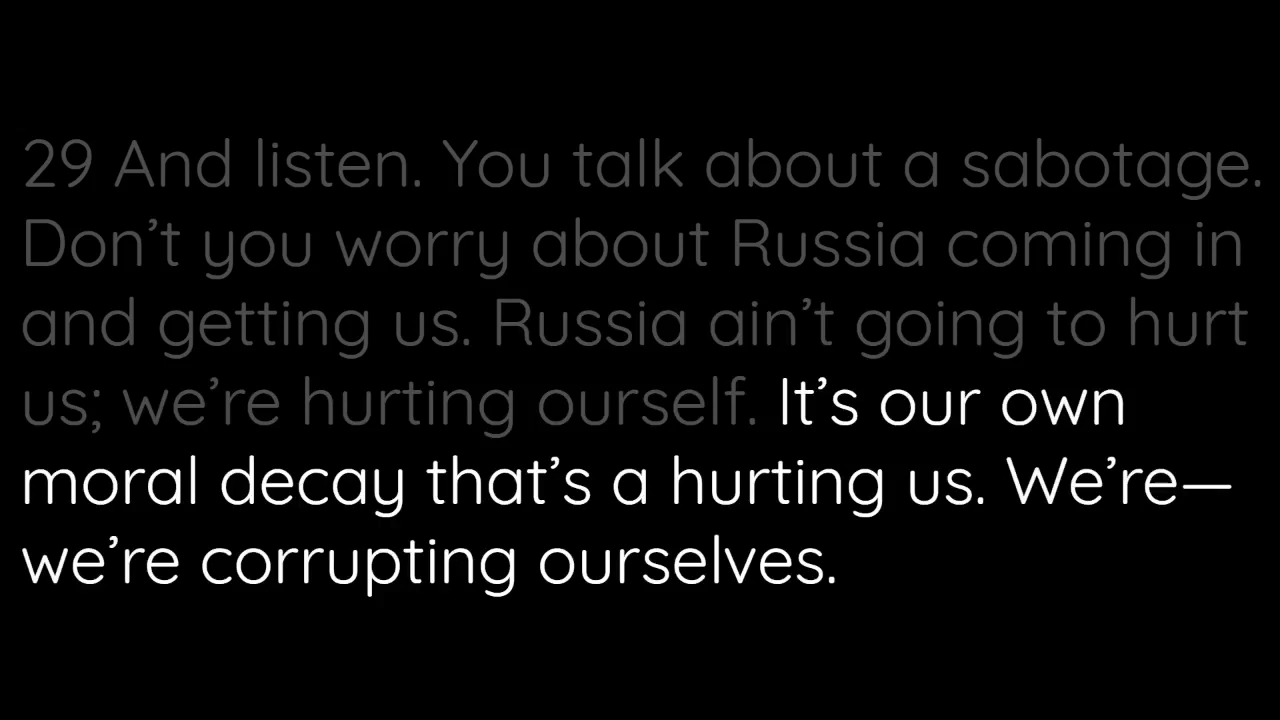 29 And listen. You talk about a sabotage.
Don’t you worry about Russia coming in
and getting us. Russia ain’t going to hurt
us; we’re hurting ourself. It’s our own
moral decay that’s a hurting us. We’re—
we’re corrupting ourselves.